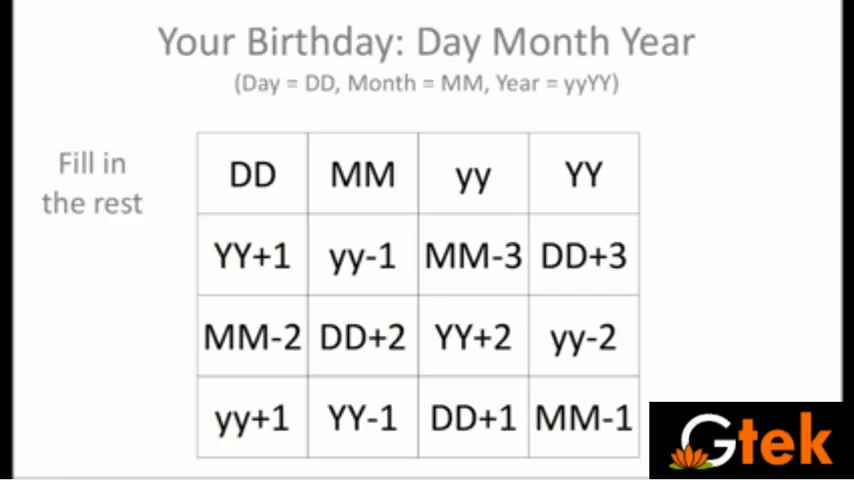 Your Birthday: Day Month Year
(Day = DD, Month = MM, Year = yyYY)
Fill in
the rest
DD MM yy YY
YY+1 yy-1 MM-3 DD+3
MM-2 DD+2 YY+2 yy-2
yy+1 YY-1 DD+1 MM-1
Gtek